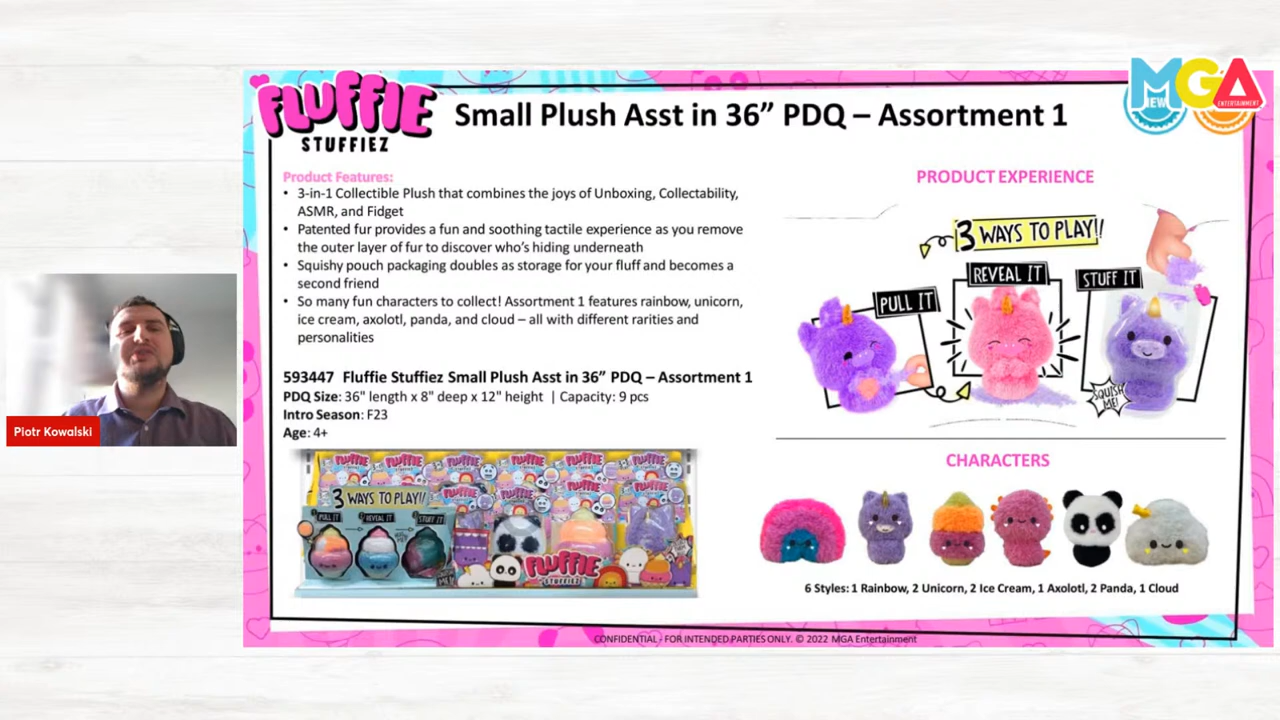 FLUFFIE
STUFFIEZ
Small Plush Asst in 36” PDQ – Assortment 1
MGA
ENTERTAINMENT
Product Features:
• 3-in-1 Collectible Plush that combines the joys of Unboxing, Collectability,
ASMR, and Fidget
• Patented fur provides a fun and soothing tactile experience as you remove
the outer layer of fur to discover who’s hiding underneath
• Squishy pouch packaging doubles as storage for your fluff and becomes a
second friend
• So many fun characters to collect! Assortment 1 features rainbow, unicorn,
ice cream, axolotl, panda, and cloud – all with different rarities and
personalities
593447 Fluffie Stuffiez Small Plush Asst in 36” PDQ – Assortment 1
PDQ Size: 36" length x 8" deep x 12" height | Capacity: 9 pcs
Intro Season: F23
Age: 4+
3 WAYS TO PLAY!!
PULL IT
REVEAL IT
STUFF IT
FLUFFIE
STUFFIEZ
PRODUCT EXPERIENCE
3 WAYS TO PLAY!!
PULL IT
REVEAL IT
STUFF IT
SQUISH
ME!
CHARACTERS
6 Styles: 1 Rainbow, 2 Unicorn, 2 Ice Cream, 1 Axolotl, 2 Panda, 1 Cloud
CONFIDENTIAL - FOR INTENDED PARTIES ONLY. © 2022 MGA Entertainment
Piotr Kowalski